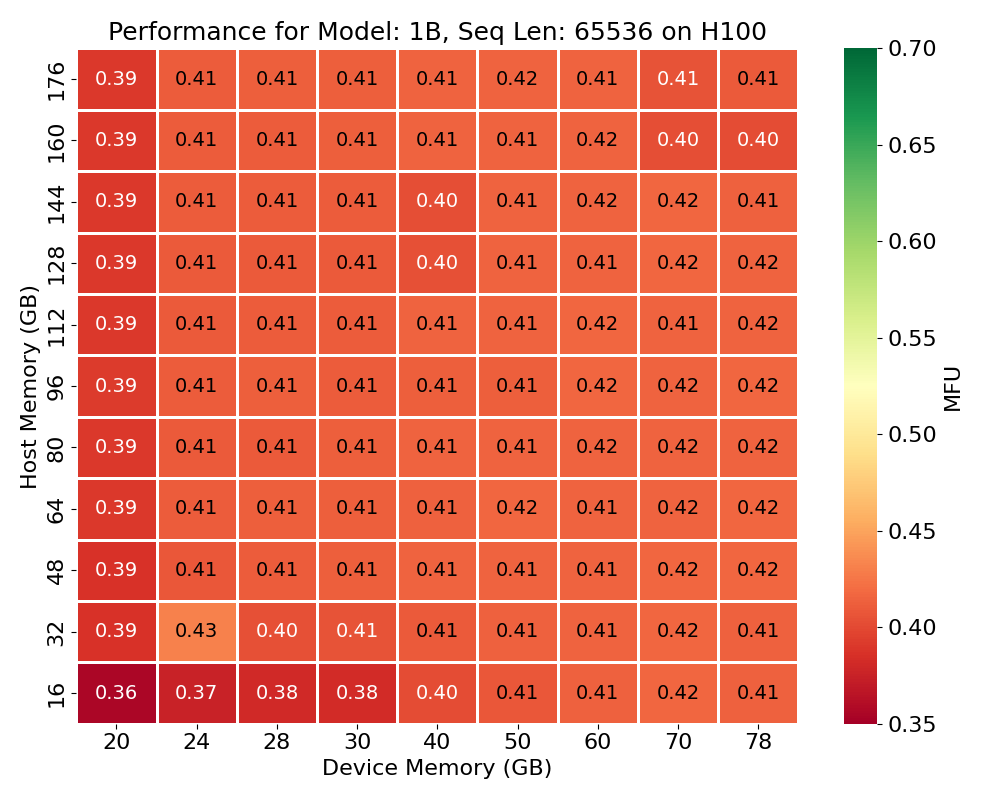 Performance for Model: 1B, Seq Len: 65536 on H100
176 0.39 0.41 0.41 0.41 0.41 0.42 0.41 0.41 0.41
160 0.39 0.41 0.41 0.41 0.41 0.41 0.42 0.40 0.40
144 0.39 0.41 0.41 0.41 0.40 0.41 0.42 0.42 0.41
128 0.39 0.41 0.41 0.41 0.40 0.41 0.41 0.42 0.42
112 0.39 0.41 0.41 0.41 0.41 0.41 0.42 0.41 0.42
96 0.39 0.41 0.41 0.41 0.41 0.41 0.42 0.42 0.42
80 0.39 0.41 0.41 0.41 0.41 0.41 0.42 0.42 0.42
64 0.39 0.41 0.41 0.41 0.41 0.42 0.41 0.42 0.42
48 0.39 0.41 0.41 0.41 0.41 0.41 0.41 0.42 0.42
32 0.39 0.43 0.40 0.41 0.41 0.41 0.41 0.42 0.41
16 0.36 0.37 0.38 0.38 0.40 0.41 0.41 0.42 0.41
20 24 28 30 40 50 60 70 78
Device Memory (GB)
Host Memory (GB)
0.70
0.65
0.60
0.55
0.50
0.45
0.40
0.35
MFU